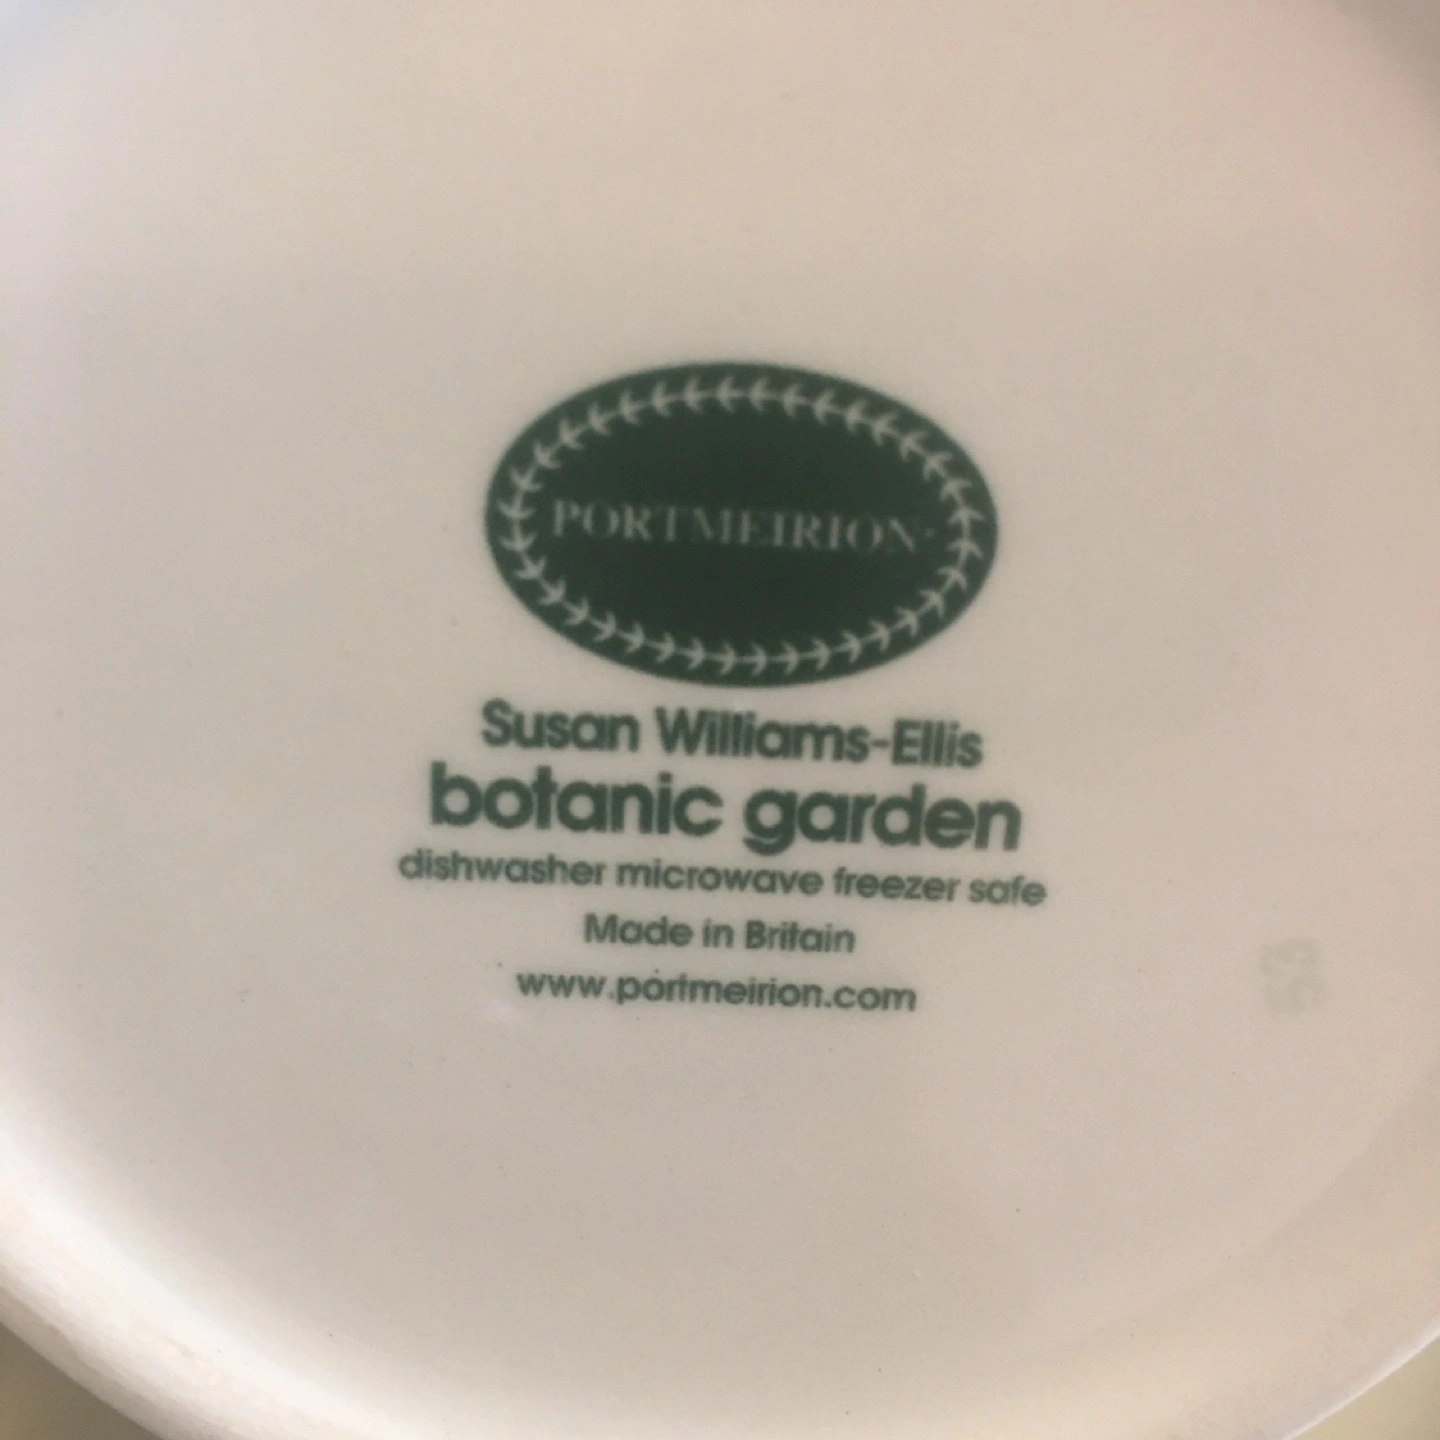 PORTMEIRION
Susan Williams-Ellis
botanic garden
dishwasher microwave freezer safe
Made in Britain
www.portmeirion.com